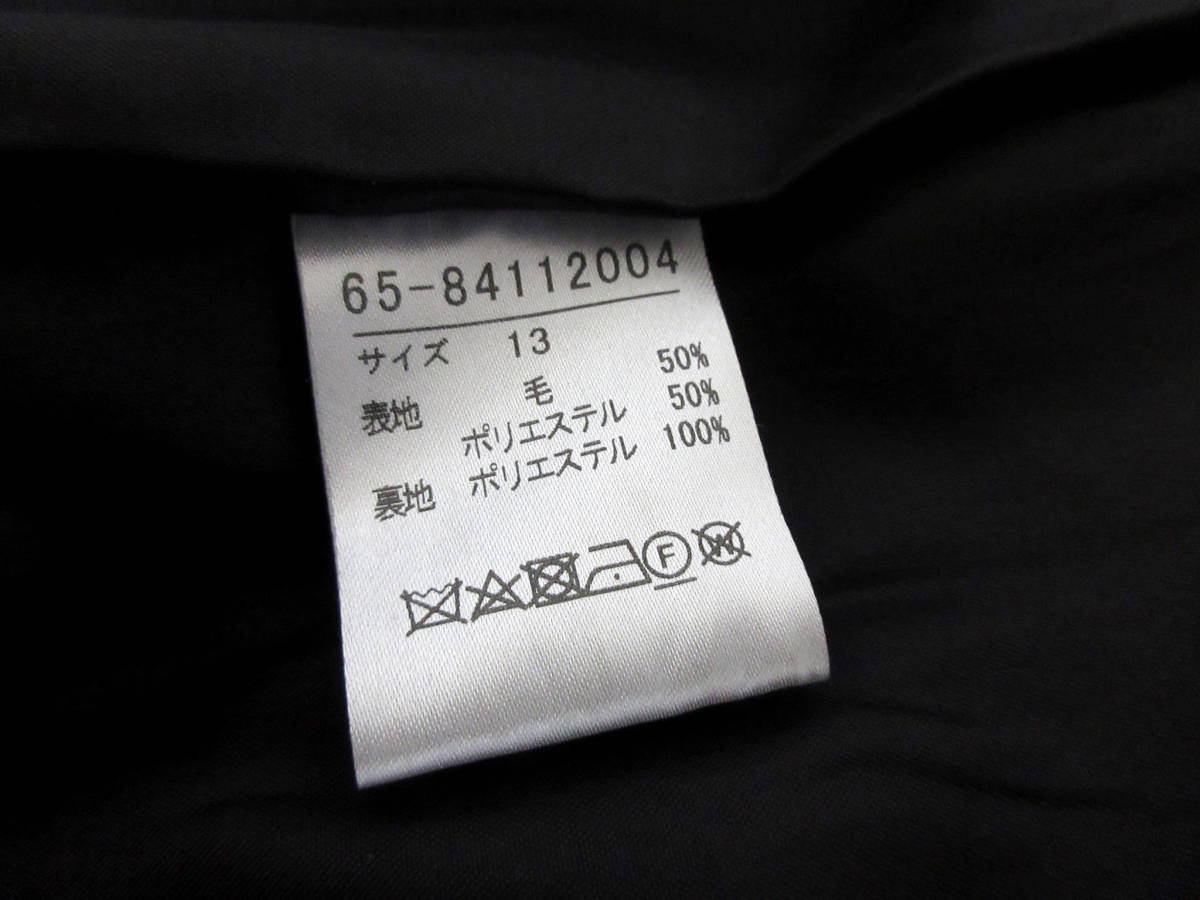 65-84112004
サイズ 13
表地 毛 50%
ポリエステル 50%
裏地 ポリエステル 100%
F W